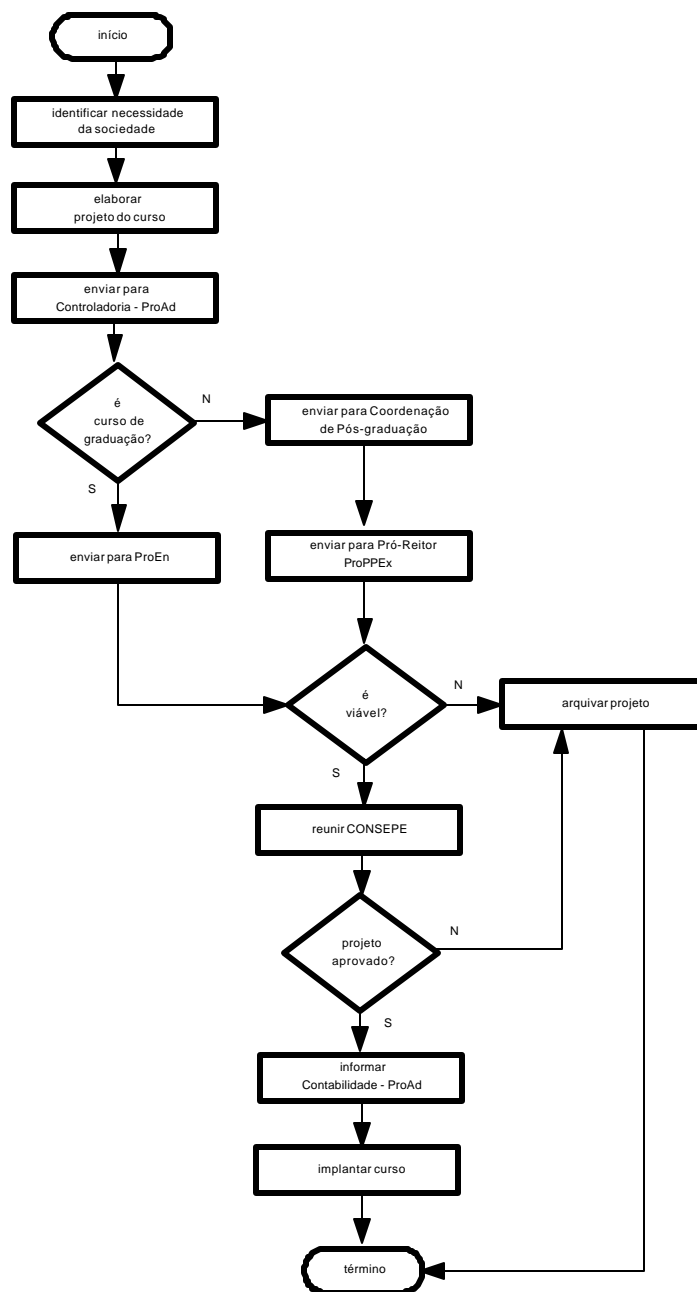 início
identificar necessidade
da sociedade
elaborar
projeto do curso
enviar para
Controladoria - ProAd
é
curso de
graduação?
N
enviar para Coordenação
de Pós-graduação
S
enviar para ProEn
enviar para Pró-Reitor
ProPPEx
é
viável?
N
arquivar projeto
S
reunir CONSEPE
projeto
aprovado?
N
S
informar
Contabilidade - ProAd
implantar curso
término